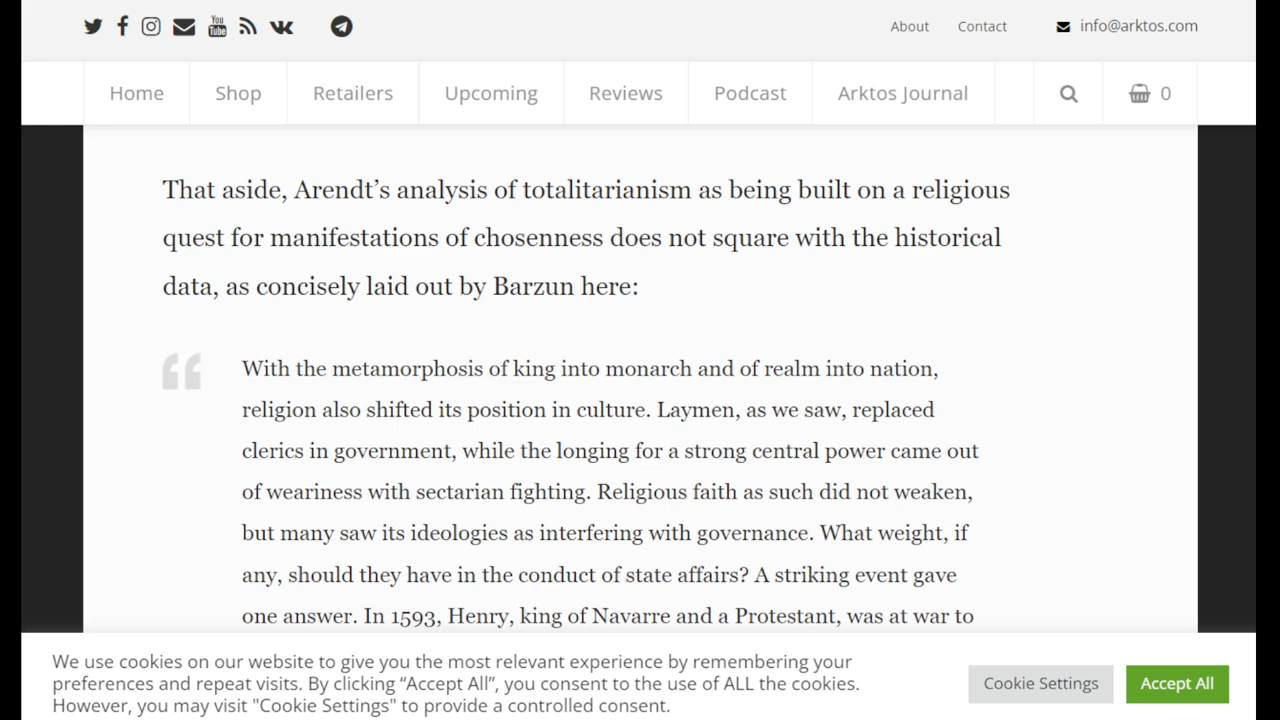 You
Tube
About Contact info@arktos.com
Home Shop Retailers Upcoming Reviews Podcast Arktos Journal 0
That aside, Arendt’s analysis of totalitarianism as being built on a religious
quest for manifestations of chosenness does not square with the historical
data, as concisely laid out by Barzun here:
“
With the metamorphosis of king into monarch and of realm into nation,
religion also shifted its position in culture. Laymen, as we saw, replaced
clerics in government, while the longing for a strong central power came out
of weariness with sectarian fighting. Religious faith as such did not weaken,
but many saw its ideologies as interfering with governance. What weight, if
any, should they have in the conduct of state affairs? A striking event gave
one answer. In 1593, Henry, king of Navarre and a Protestant, was at war to
We use cookies on our website to give you the most relevant experience by remembering your
preferences and repeat visits. By clicking “Accept All”, you consent to the use of ALL the cookies.
However, you may visit "Cookie Settings" to provide a controlled consent.
Cookie Settings Accept All